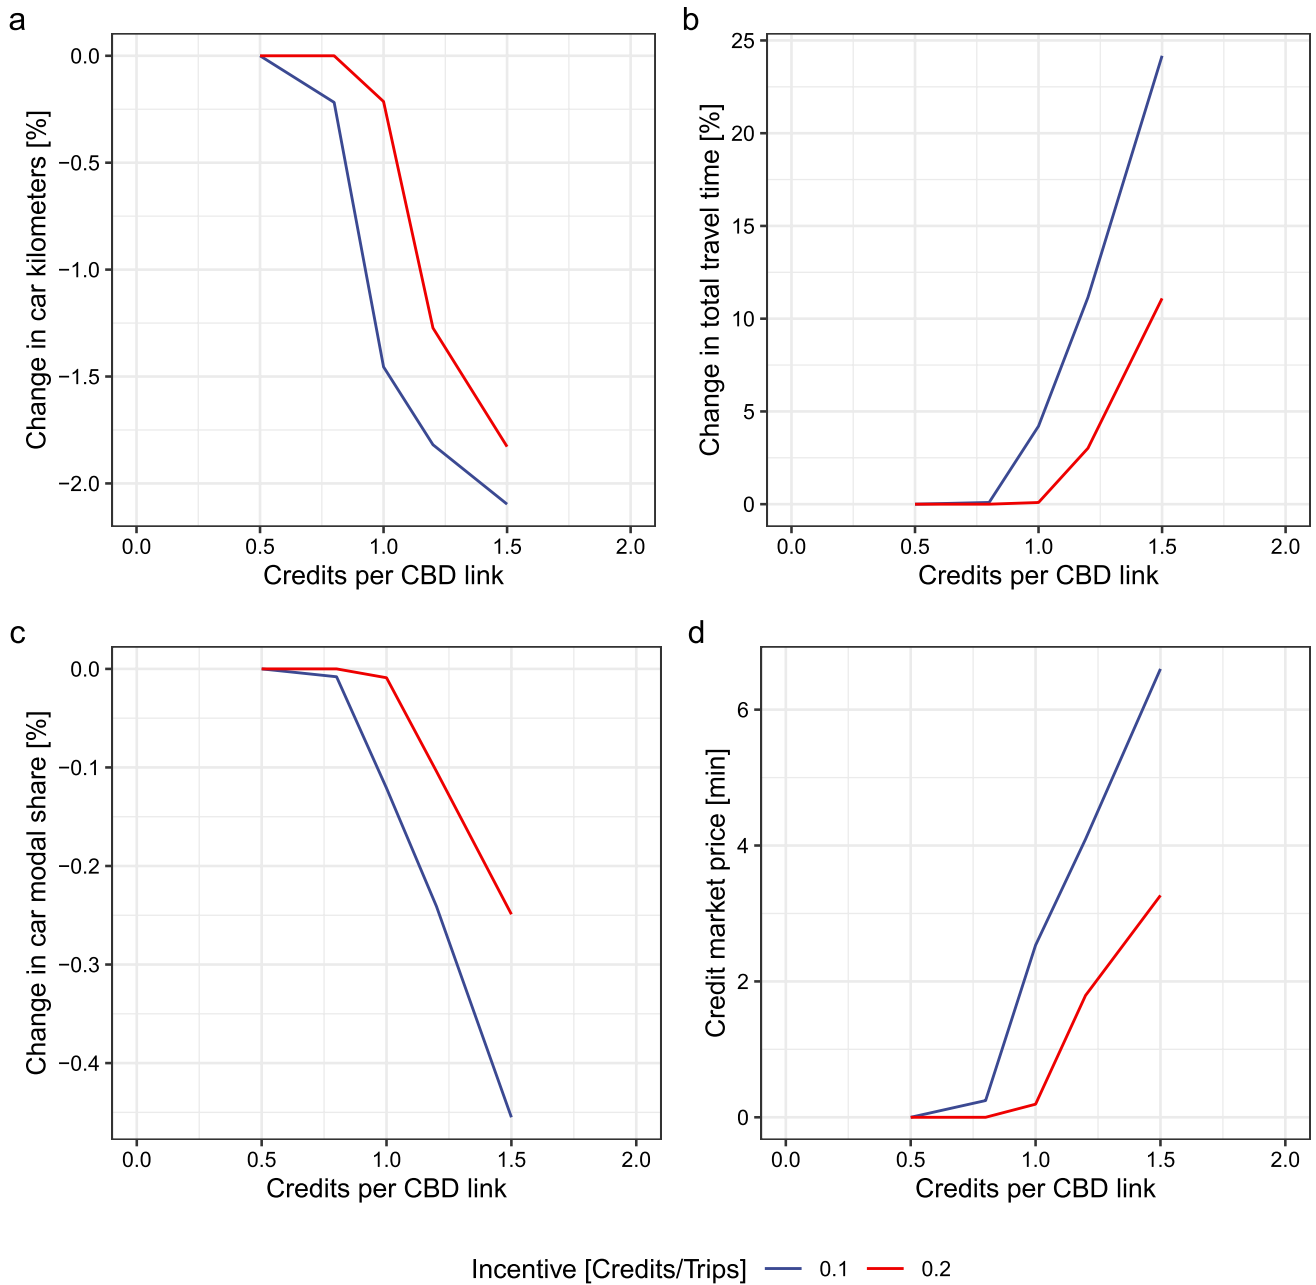 a
Change in car kilometers [%]
0.0
−0.5
−1.0
−1.5
−2.0
0.0 0.5 1.0 1.5 2.0
Credits per CBD link
b
Change in total travel time [%]
25
20
15
10
5
0
0.0 0.5 1.0 1.5 2.0
Credits per CBD link
c
Change in car modal share [%]
0.0
−0.1
−0.2
−0.3
−0.4
0.0 0.5 1.0 1.5 2.0
Credits per CBD link
d
Credit market price [min]
6
4
2
0
0.0 0.5 1.0 1.5 2.0
Credits per CBD link
Incentive [Credits/Trips] 0.1 0.2